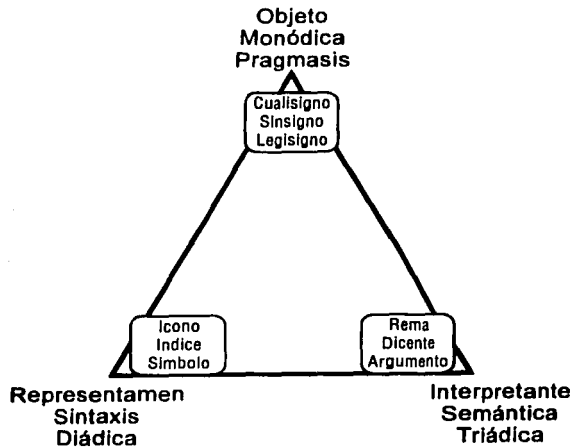 Objeto
Monódica
Pragmasis
Cualisigno
Sinsigno
Legisigno
Icono
Indice
Simbolo
Rema
Dicente
Argumento
Representamen
Sintaxis
Diádica
Interpretante
Semántica
Triádica